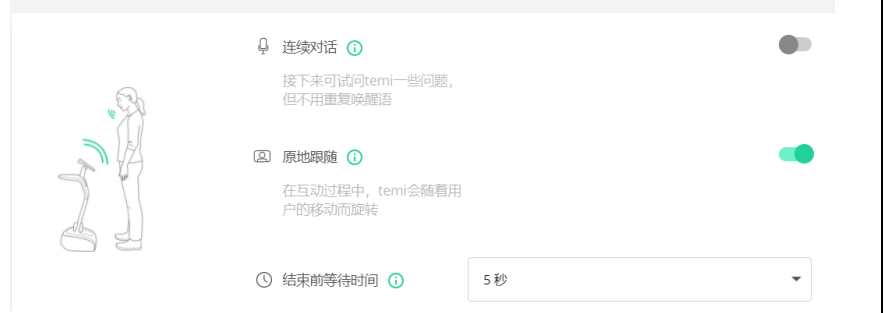 连续对话
接下来可试问temi一些问题，
但不用重复唤醒语
原地跟随
在互动过程中，temi会随着用
户的移动而旋转
结束前等待时间
5 秒